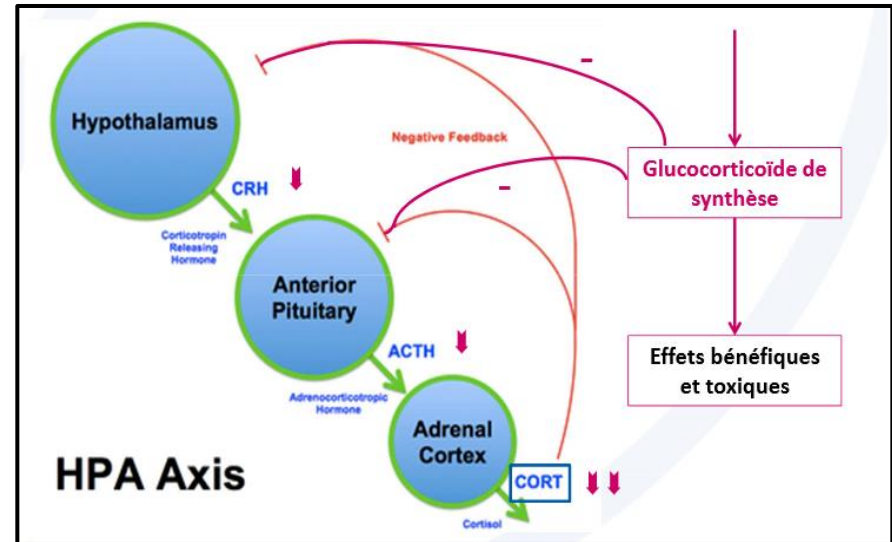 Hypothalamus
-
Negative Feedback
Glucocorticoïde de
synthèse
CRH
Corticotropin
Releasing
Hormone
-
Anterior
Pituitary
ACTH
Adrenocorticotropic
Hormone
Effets bénéfiques
et toxiques
Adrenal
Cortex
HPA Axis
CORT
Cortisol